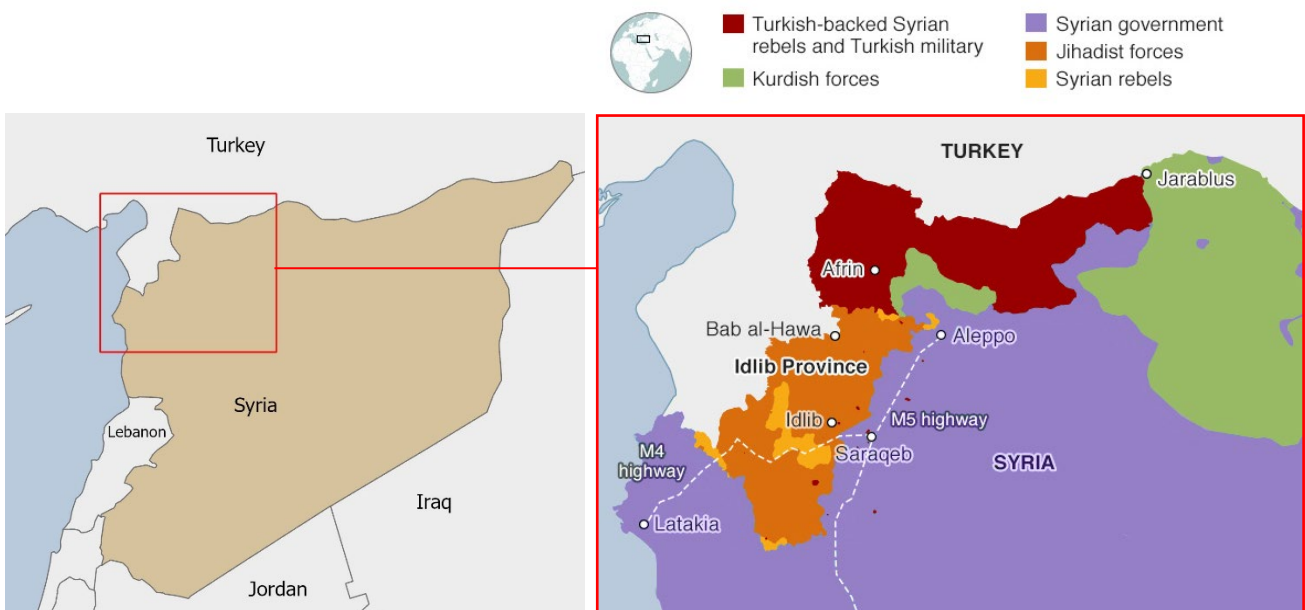 Turkish-backed Syrian
rebels and Turkish military
Kurdish forces
Syrian government
Jihadist forces
Syrian rebels
Turkey
Syria
Lebanon
Iraq
Jordan
TURKEY
Jarablus
Afrin
Bab al-Hawa
Aleppo
Idlib Province
Idlib
M5 highway
Saraqeb
M4
highway
SYRIA
Latakia